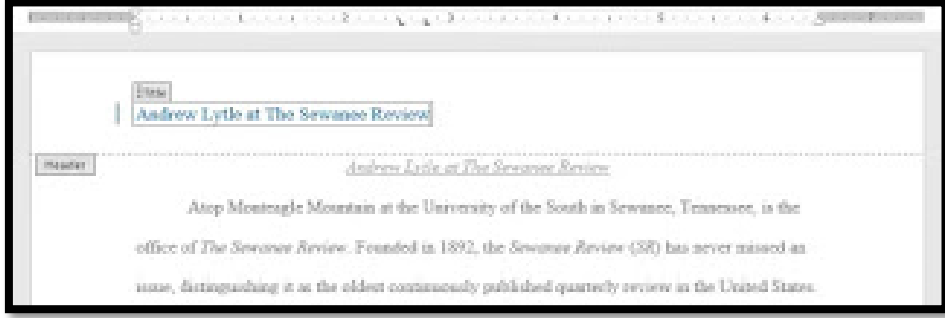 Title
Andrew Lytle at The Sewanee Review
Header
Andrew Lytle at The Sewanee Review
Atop Monteagle Mountain at the University of the South in Sewanee, Tennessee, is the
office of The Sewanee Review. Founded in 1892, the Sewanee Review (SR) has never missed an
issue, distinguishing it as the oldest continuously published quarterly review in the United States.